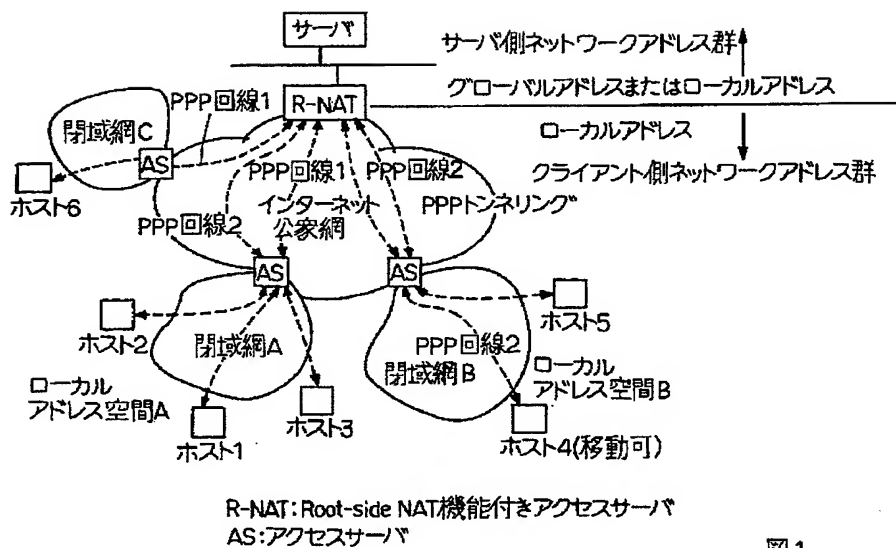 サーバ
サーバ側ネットワークアドレス群
グローバルアドレスまたはローカルアドレス
R-NAT
PPP回線1
ローカルアドレス
クライアント側ネットワークアドレス群
閉域網C
AS
ホスト6
PPP回線1
PPP回線2
PPP回線2
インターネット
公衆網
PPPトンネリング
AS
AS
ホスト2
閉域網A
ホスト5
PPP回線2
閉域網B
ローカル
アドレス空間A
ローカル
アドレス空間B
ホスト1
ホスト3
ホスト4(移動可)
R-NAT:Root-side NAT機能付きアクセスサーバ
AS:アクセスサーバ
図1